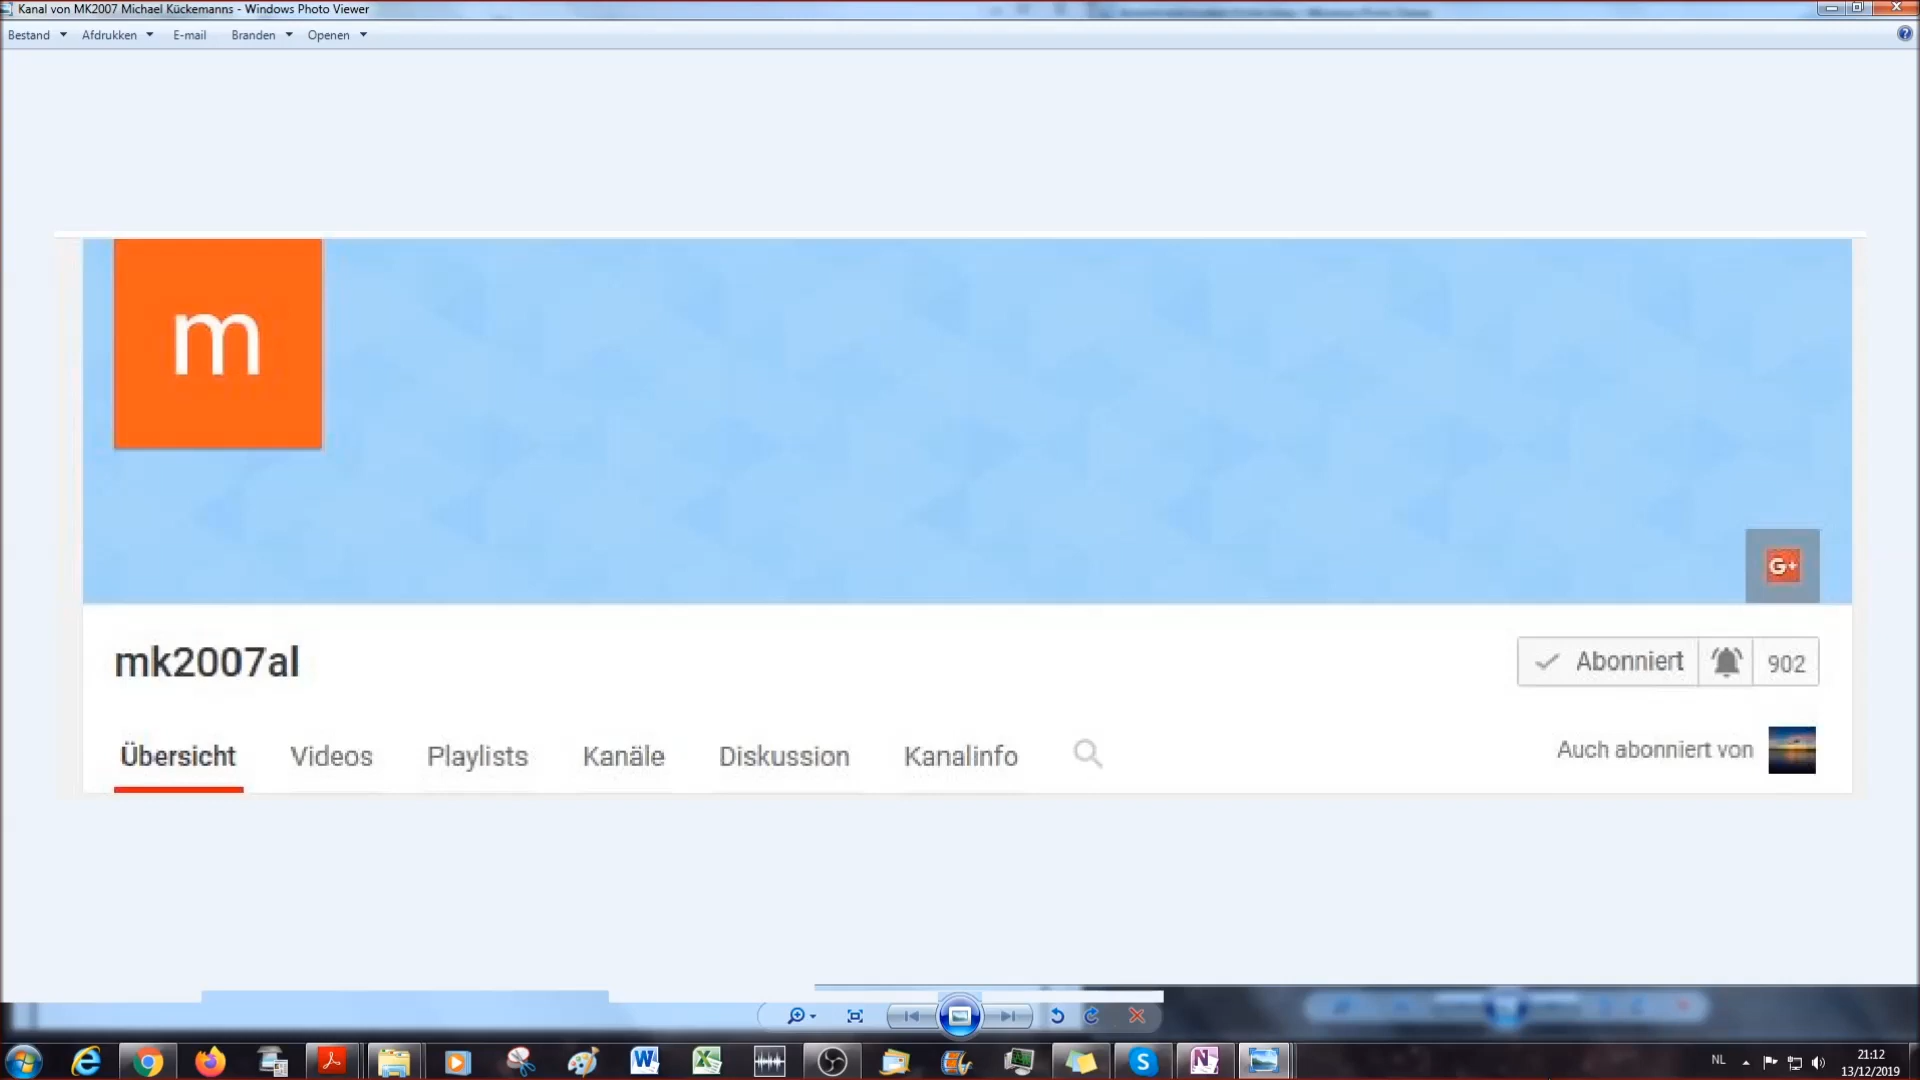 Kanal von MK2007 Michael Kückemanns - Windows Photo Viewer
Bestand Afdrukken E-mail Branden Openen
m
G+
mk2007al
Abonniert 902
Übersicht Videos Playlists Kanäle Diskussion Kanalinfo
Auch abonniert von
NL
21:12
13/12/2019